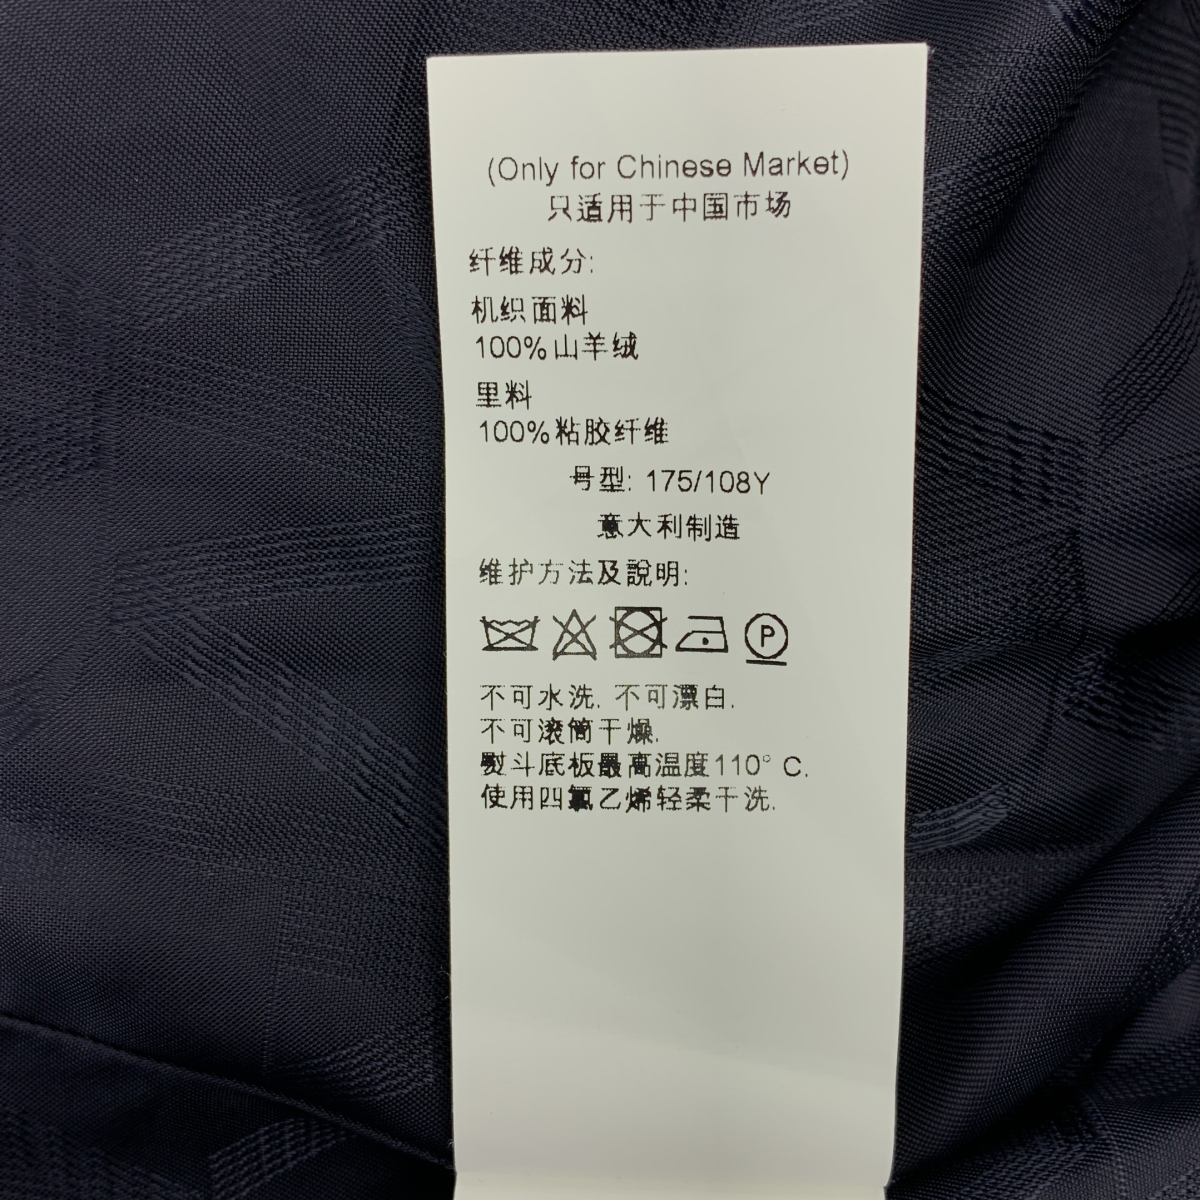 (Only for Chinese Market)
只适用于中国市场
纤维成分:
机织面料
100%山羊绒
里料
100%粘胶纤维
号型: 175/108Y
意大利制造
维护方法及說明:
P
不可水洗. 不可漂白.
不可滚筒干燥.
熨斗底板最高温度110° C.
使用四氯乙烯轻柔干洗.